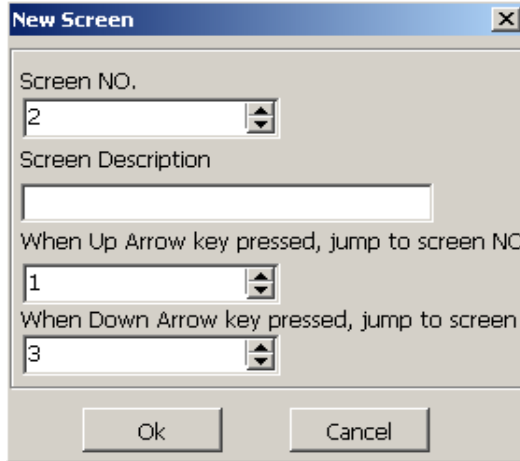 New Screen
Screen NO.
2
Screen Description
When Up Arrow key pressed, jump to screen NO
1
When Down Arrow key pressed, jump to screen
3
Ok
Cancel